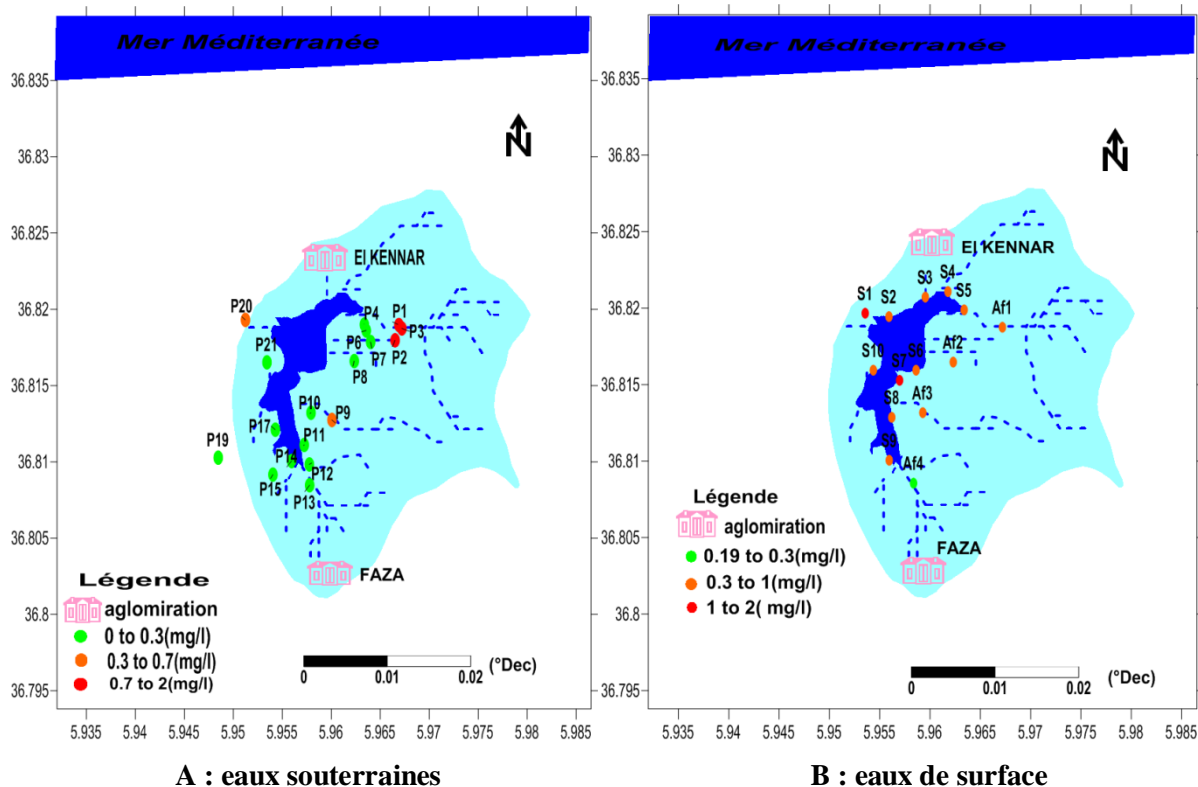 Mer Méditerranée
36.835
36.83
36.825
36.82
36.815
36.81
36.805
36.8
36.795
N
El KENNAR
P20
P4
P1
P3
P6
P7
P2
P21
P8
P10
P9
P17
P11
P19
P14
P12
P15
P13
FAZA
Légende
aglomiration
0 to 0.3(mg/l)
0.3 to 0.7(mg/l)
0.7 to 2(mg/l)
0
0.01
0.02
(°Dec)
5.935
5.94
5.945
5.95
5.955
5.96
5.965
5.97
5.975
5.98
5.985
A : eaux souterraines
Mer Méditerranée
36.835
36.83
36.825
36.82
36.815
36.81
36.805
36.8
36.795
N
El KENNAR
S1
S2
S3
S4
S5
Af1
S10
S7
S6
Af2
S8
Af3
S9
Af4
FAZA
Légende
aglomiration
0.19 to 0.3(mg/l)
0.3 to 1(mg/l)
1 to 2( mg/l)
0
0.01
0.02
(°Dec)
5.935
5.94
5.945
5.95
5.955
5.96
5.965
5.97
5.975
5.98
5.985
B : eaux de surface